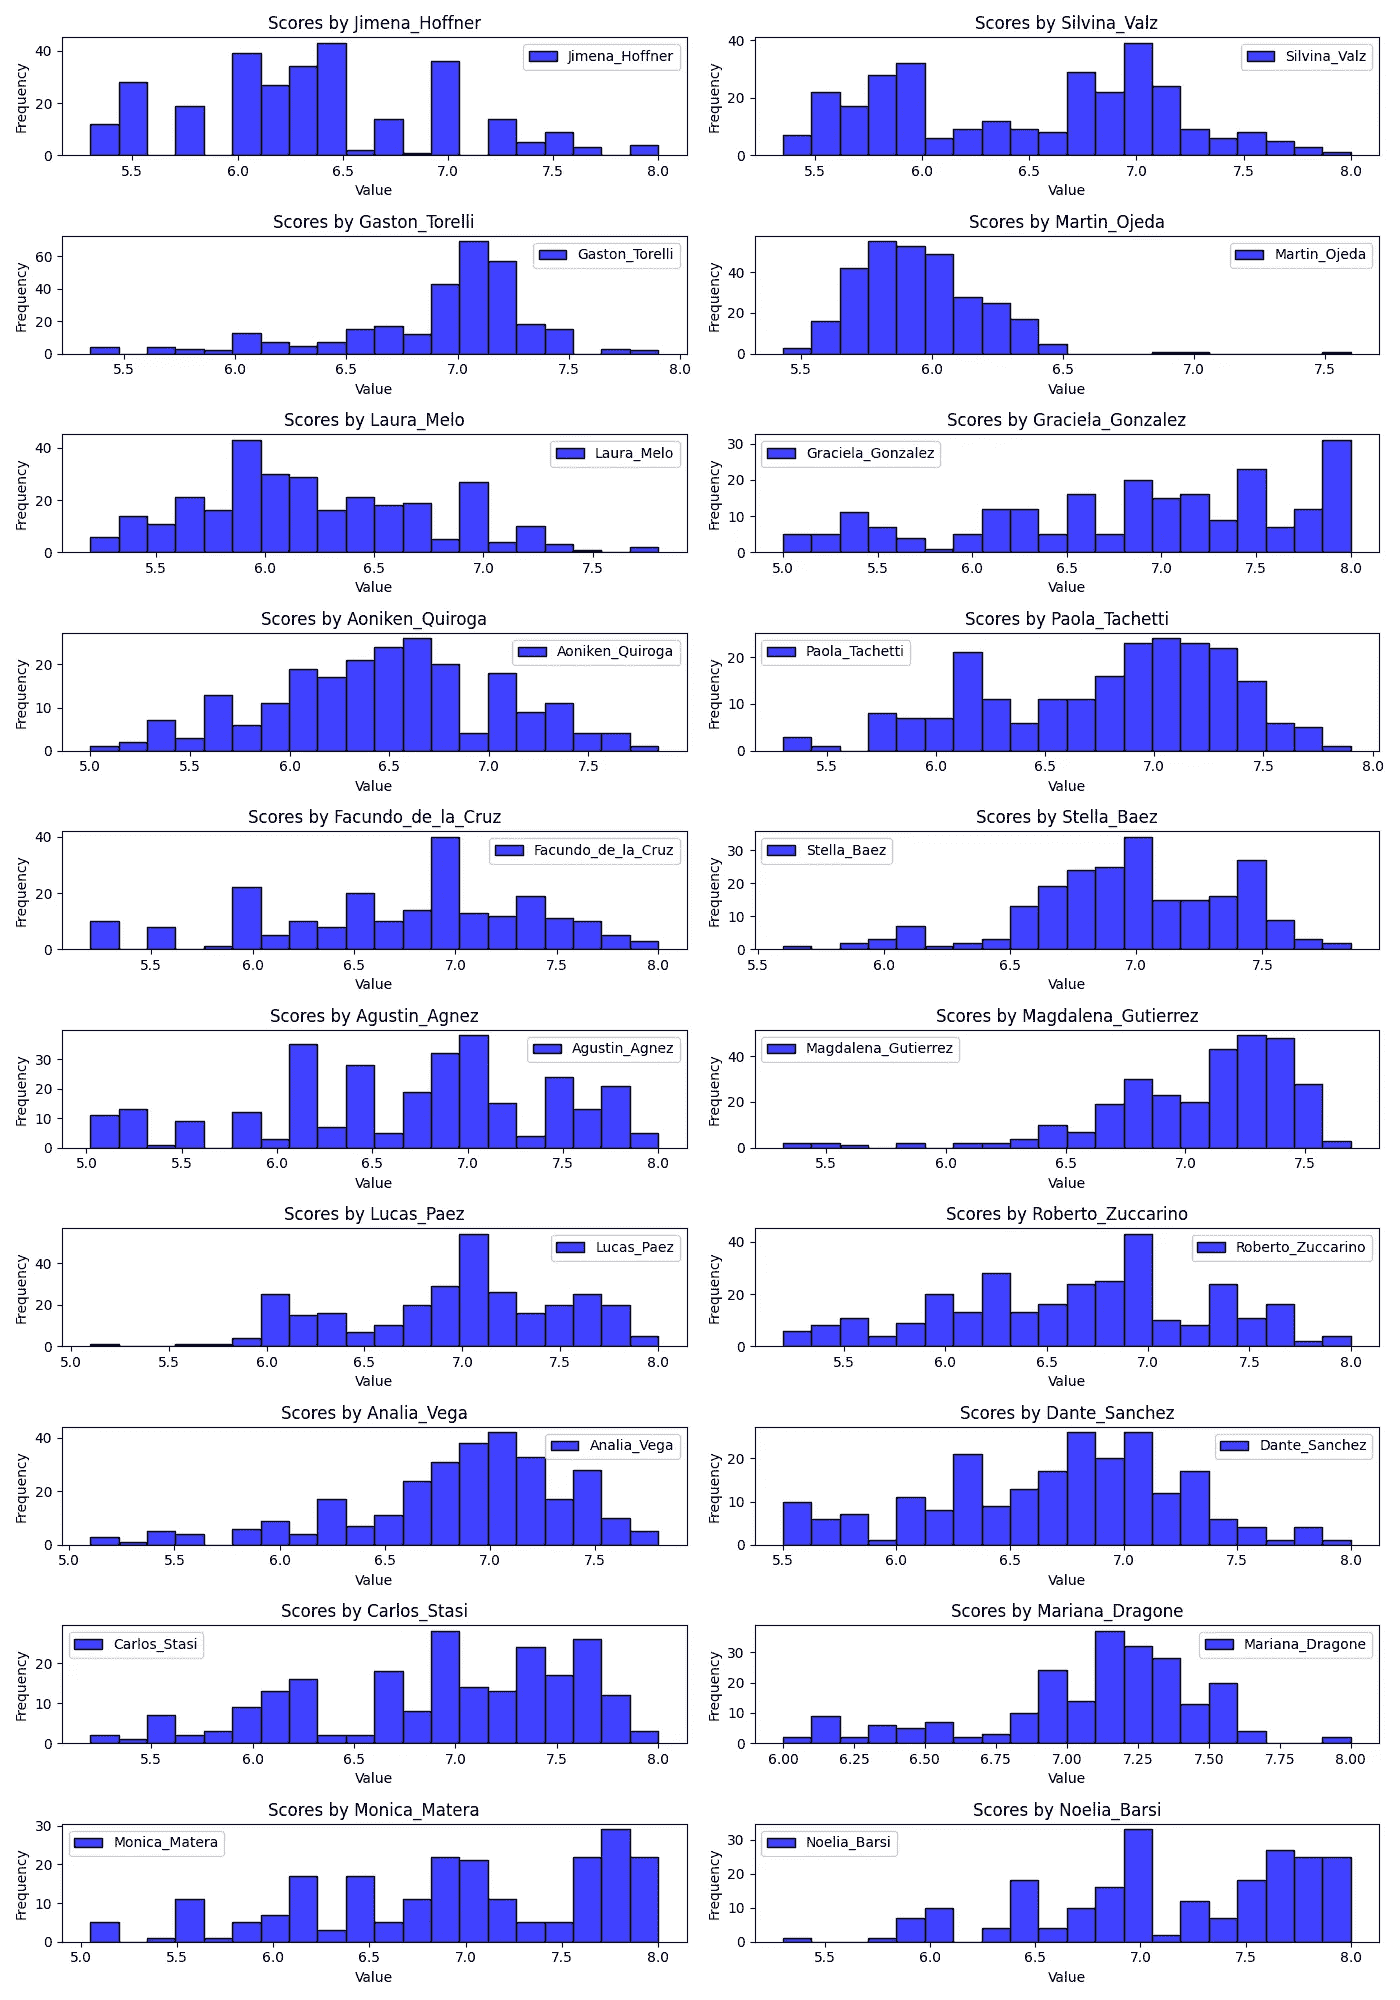 Scores by Jimena_Hoffner
40
20
0
Frequency
Jimena_Hoffner
5.5 6.0 6.5 7.0 7.5 8.0
Value
Scores by Silvina_Valz
40
20
0
Frequency
Silvina_Valz
5.5 6.0 6.5 7.0 7.5 8.0
Value
Scores by Gaston_Torelli
60
40
20
0
Frequency
Gaston_Torelli
5.5 6.0 6.5 7.0 7.5 8.0
Value
Scores by Martin_Ojeda
40
20
0
Frequency
Martin_Ojeda
5.5 6.0 6.5 7.0 7.5
Value
Scores by Laura_Melo
40
20
0
Frequency
Laura_Melo
5.5 6.0 6.5 7.0 7.5
Value
Scores by Graciela_Gonzalez
30
20
10
0
Frequency
Graciela_Gonzalez
5.0 5.5 6.0 6.5 7.0 7.5 8.0
Value
Scores by Aoniken_Quiroga
20
10
0
Frequency
Aoniken_Quiroga
5.0 5.5 6.0 6.5 7.0 7.5
Value
Scores by Paola_Tachetti
20
10
0
Frequency
Paola_Tachetti
5.5 6.0 6.5 7.0 7.5 8.0
Value
Scores by Facundo_de_la_Cruz
40
20
0
Frequency
Facundo_de_la_Cruz
5.5 6.0 6.5 7.0 7.5 8.0
Value
Scores by Stella_Baez
30
20
10
0
Frequency
Stella_Baez
5.5 6.0 6.5 7.0 7.5
Value
Scores by Agustin_Agnez
30
20
10
0
Frequency
Agustin_Agnez
5.0 5.5 6.0 6.5 7.0 7.5 8.0
Value
Scores by Magdalena_Gutierrez
40
20
0
Frequency
Magdalena_Gutierrez
5.5 6.0 6.5 7.0 7.5
Value
Scores by Lucas_Paez
40
20
0
Frequency
Lucas_Paez
5.0 5.5 6.0 6.5 7.0 7.5 8.0
Value
Scores by Roberto_Zuccarino
40
20
0
Frequency
Roberto_Zuccarino
5.5 6.0 6.5 7.0 7.5 8.0
Value
Scores by Analia_Vega
40
20
0
Frequency
Analia_Vega
5.0 5.5 6.0 6.5 7.0 7.5
Value
Scores by Dante_Sanchez
20
10
0
Frequency
Dante_Sanchez
5.5 6.0 6.5 7.0 7.5 8.0
Value
Scores by Carlos_Stasi
20
10
0
Frequency
Carlos_Stasi
5.5 6.0 6.5 7.0 7.5 8.0
Value
Scores by Mariana_Dragone
30
20
10
0
Frequency
Mariana_Dragone
6.00 6.25 6.50 6.75 7.00 7.25 7.50 7.75 8.00
Value
Scores by Monica_Matera
30
20
10
0
Frequency
Monica_Matera
5.0 5.5 6.0 6.5 7.0 7.5 8.0
Value
Scores by Noelia_Barsi
30
20
10
0
Frequency
Noelia_Barsi
5.5 6.0 6.5 7.0 7.5 8.0
Value